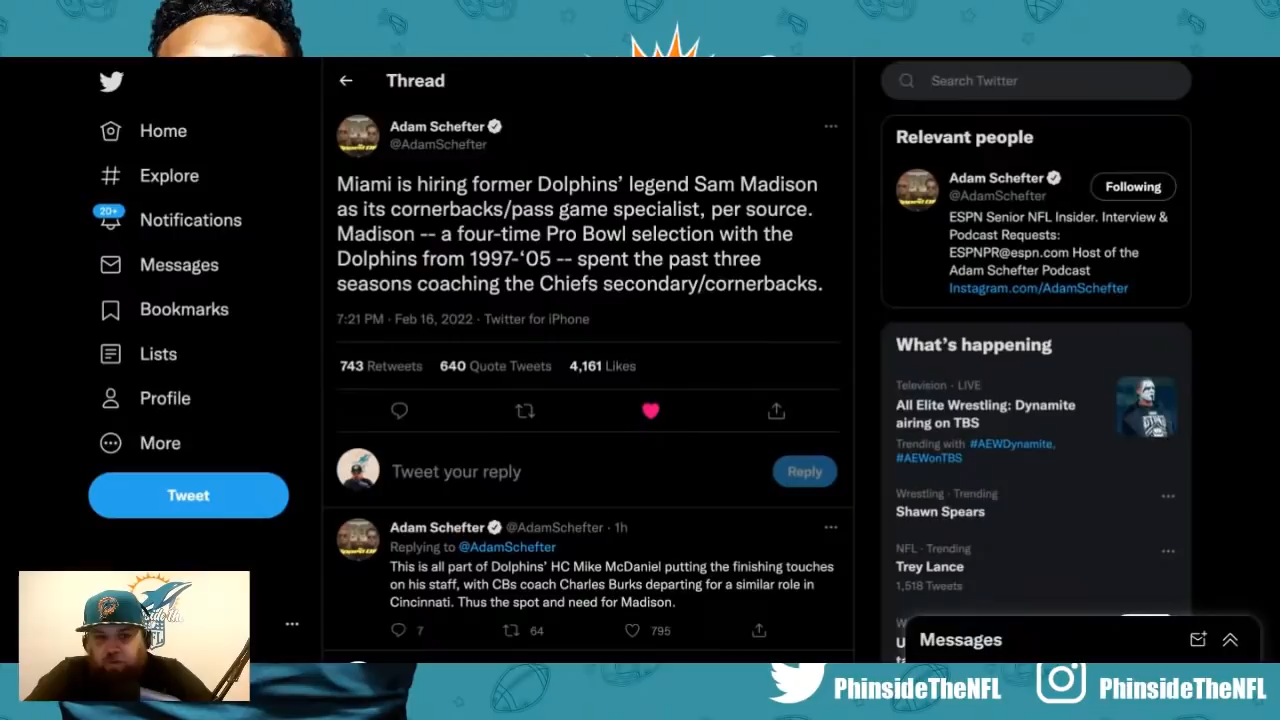 Home
Explore
20+
Notifications
Messages
Bookmarks
Lists
Profile
More
Tweet
Thread
Adam Schefter
@AdamSchefter
Miami is hiring former Dolphins’ legend Sam Madison
as its cornerbacks/pass game specialist, per source.
Madison -- a four-time Pro Bowl selection with the
Dolphins from 1997-‘05 -- spent the past three
seasons coaching the Chiefs secondary/cornerbacks.
7:21 PM · Feb 16, 2022 · Twitter for iPhone
743 Retweets 640 Quote Tweets 4,161 Likes
Tweet your reply
Reply
Adam Schefter @AdamSchefter · 1h
Replying to @AdamSchefter
This is all part of Dolphins’ HC Mike McDaniel putting the finishing touches
on his staff, with CBs coach Charles Burks departing for a similar role in
Cincinnati. Thus the spot and need for Madison.
7 64 795
Search Twitter
Relevant people
Adam Schefter
@AdamSchefter
Following
ESPN Senior NFL Insider. Interview &
Podcast Requests:
ESPNPR@espn.com Host of the
Adam Schefter Podcast
Instagram.com/AdamSchefter
What’s happening
Television · LIVE
All Elite Wrestling: Dynamite
airing on TBS
Trending with #AEWDynamite,
#AEWonTBS
Wrestling · Trending
Shawn Spears
NFL · Trending
Trey Lance
1,518 Tweets
Messages
PhinsideTheNFL
PhinsideTheNFL